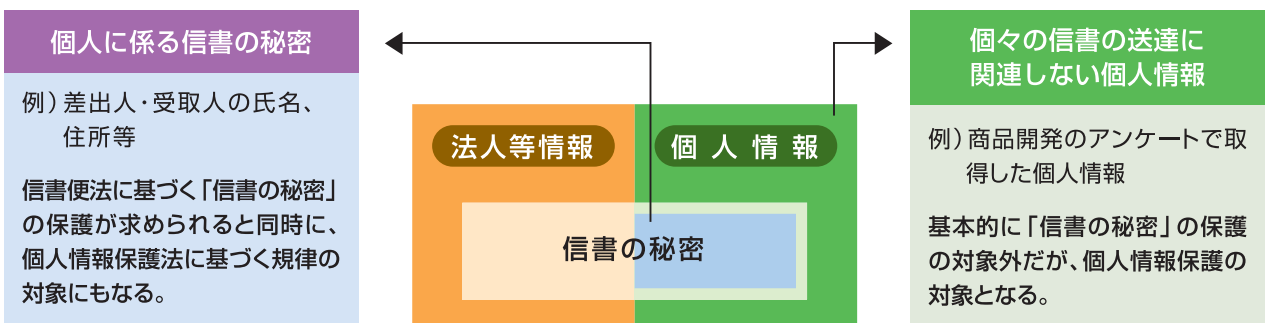 個人に係る信書の秘密
例）差出人・受取人の氏名、
住所等
信書便法に基づく「信書の秘密」
の保護が求められると同時に、
個人情報保護法に基づく規律の
対象にもなる。
法人等情報
個人情報
信書の秘密
個々の信書の送達に
関連しない個人情報
例）商品開発のアンケートで取
得した個人情報
基本的に「信書の秘密」の保護
の対象外だが、個人情報保護の
対象となる。